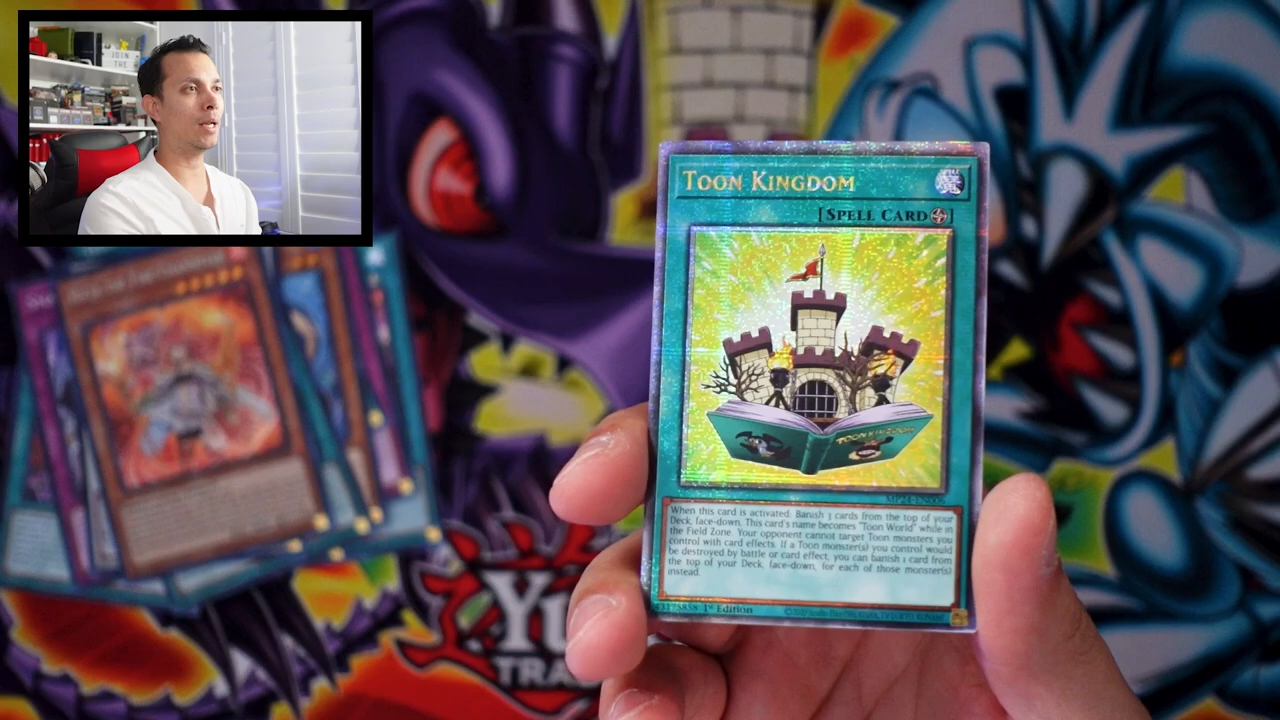 JOIN
THE
TOON KINGDOM
[SPELL CARD
TOON KINGDOM
When this card is activated: Banish 3 cards from the top of your
Deck, face-down. This card's name becomes "Toon World" while in
the Field Zone. Your opponent cannot target Toon monsters you
control with card effects. If a Toon monster(s) you control would
be destroyed by battle or card effect, you can banish 1 card from
the top of your Deck, face-down, for each of those monster(s)
instead.
1st Edition